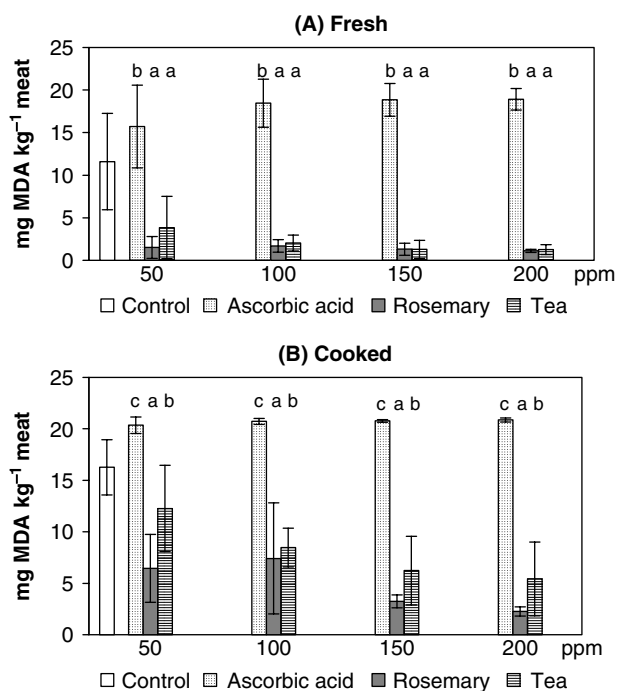 (A) Fresh
mg MDA kg⁻¹ meat
25
20
15
10
5
0
b a a
b a a
b a a
b a a
50 100 150 200 ppm
Control Ascorbic acid Rosemary Tea
(B) Cooked
mg MDA kg⁻¹ meat
25
20
15
10
5
0
c a b
c a b
c a b
c a b
50 100 150 200 ppm
Control Ascorbic acid Rosemary Tea